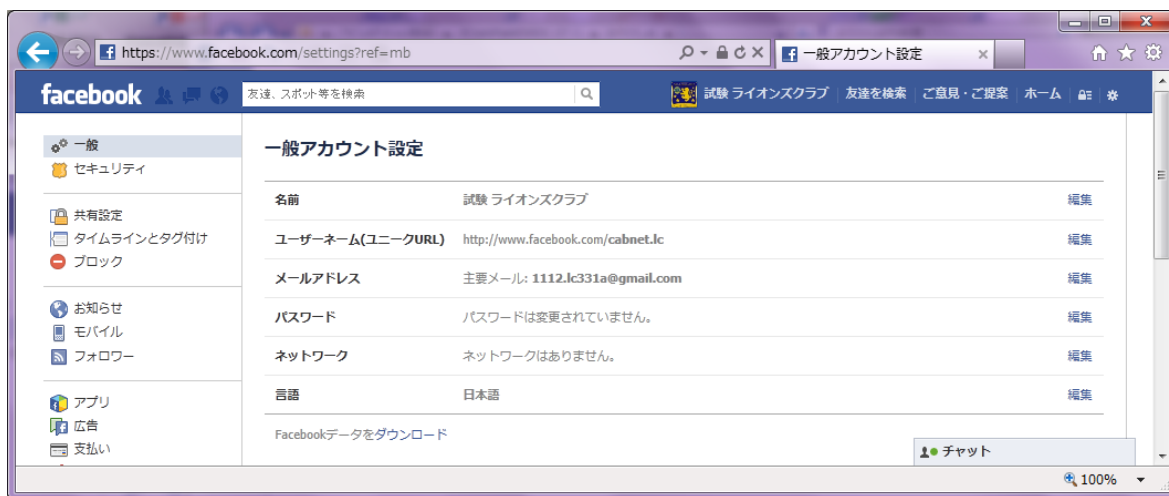 https://www.facebook.com/settings?ref=mb
一般アカウント設定
facebook
友達、スポット等を検索
試験 ライオンズクラブ
友達を検索
ご意見・ご提案
ホーム
一般
セキュリティ
共有設定
タイムラインとタグ付け
ブロック
お知らせ
モバイル
フォロワー
アプリ
広告
支払い
一般アカウント設定
名前 試験 ライオンズクラブ 編集
ユーザーネーム(ユニークURL) http://www.facebook.com/cabnet.lc 編集
メールアドレス 主要メール: 1112.lc331a@gmail.com 編集
パスワード パスワードは変更されていません。 編集
ネットワーク ネットワークはありません。 編集
言語 日本語 編集
Facebookデータをダウンロード
チャット
100%